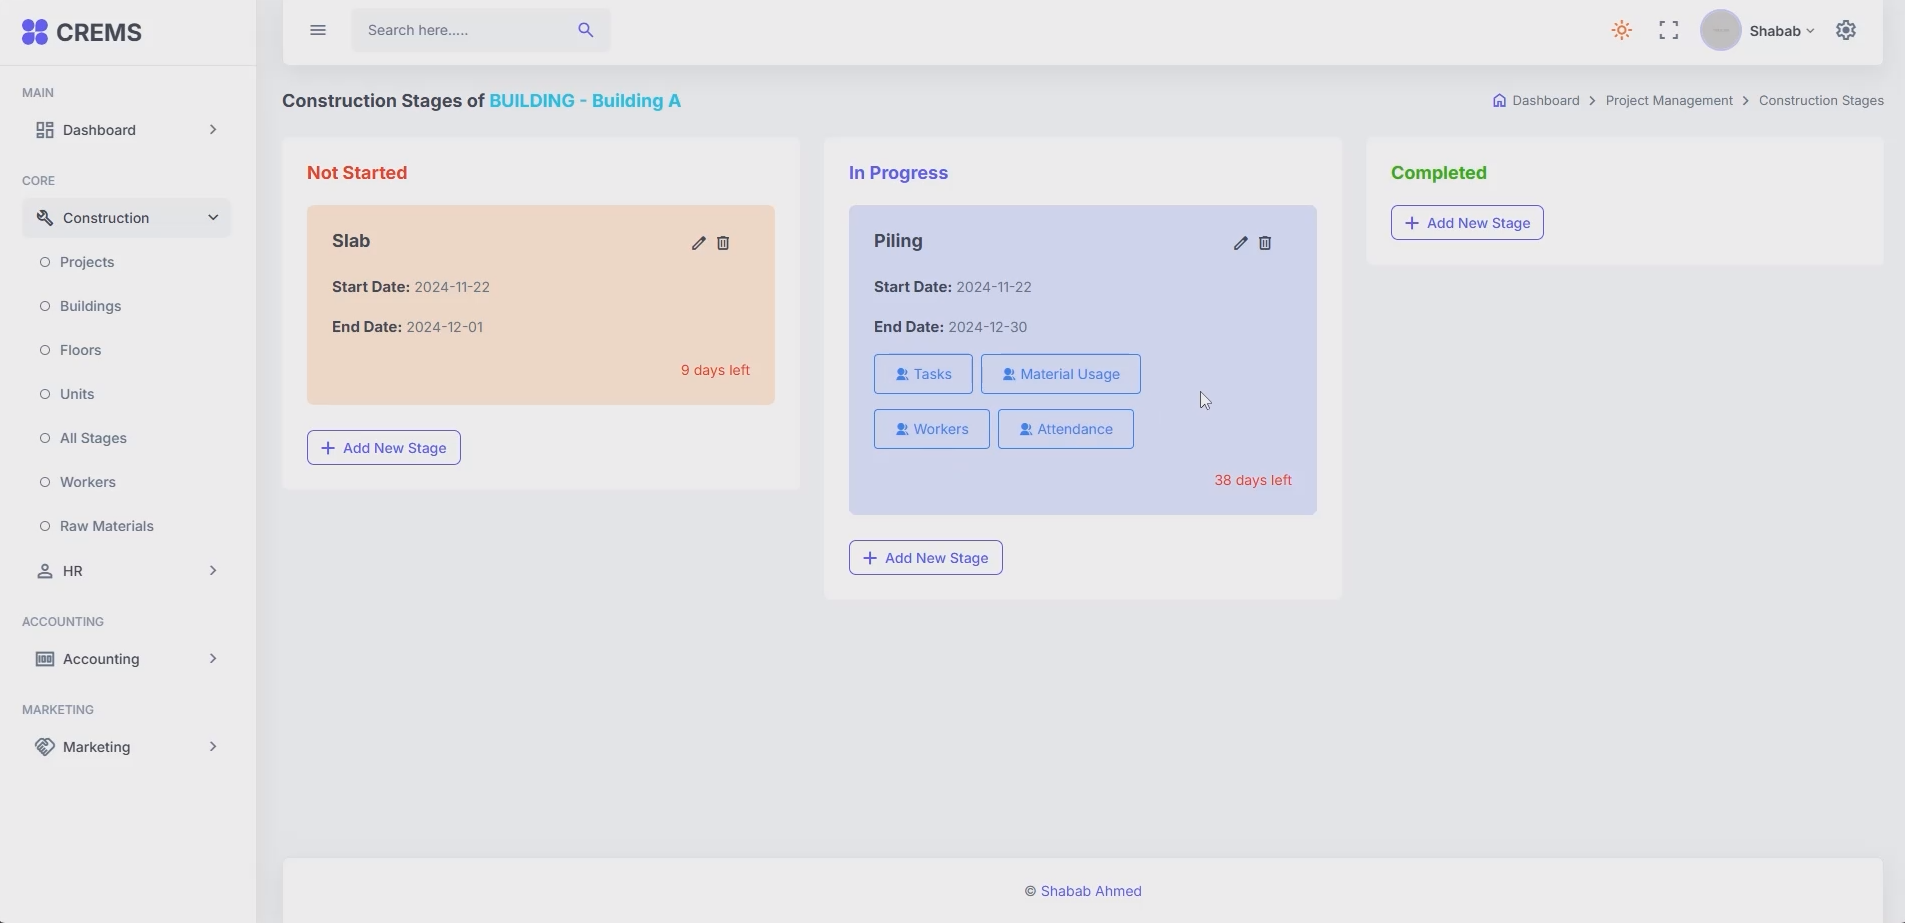 CREMS
Search here.....
Shabab
MAIN
Dashboard
CORE
Construction
Projects
Buildings
Floors
Units
All Stages
Workers
Raw Materials
HR
ACCOUNTING
Accounting
MARKETING
Marketing
Construction Stages of BUILDING - Building A
Dashboard > Project Management > Construction Stages
Not Started
Slab
Start Date: 2024-11-22
End Date: 2024-12-01
9 days left
+ Add New Stage
In Progress
Piling
Start Date: 2024-11-22
End Date: 2024-12-30
Tasks
Material Usage
Workers
Attendance
38 days left
+ Add New Stage
Completed
+ Add New Stage
© Shabab Ahmed